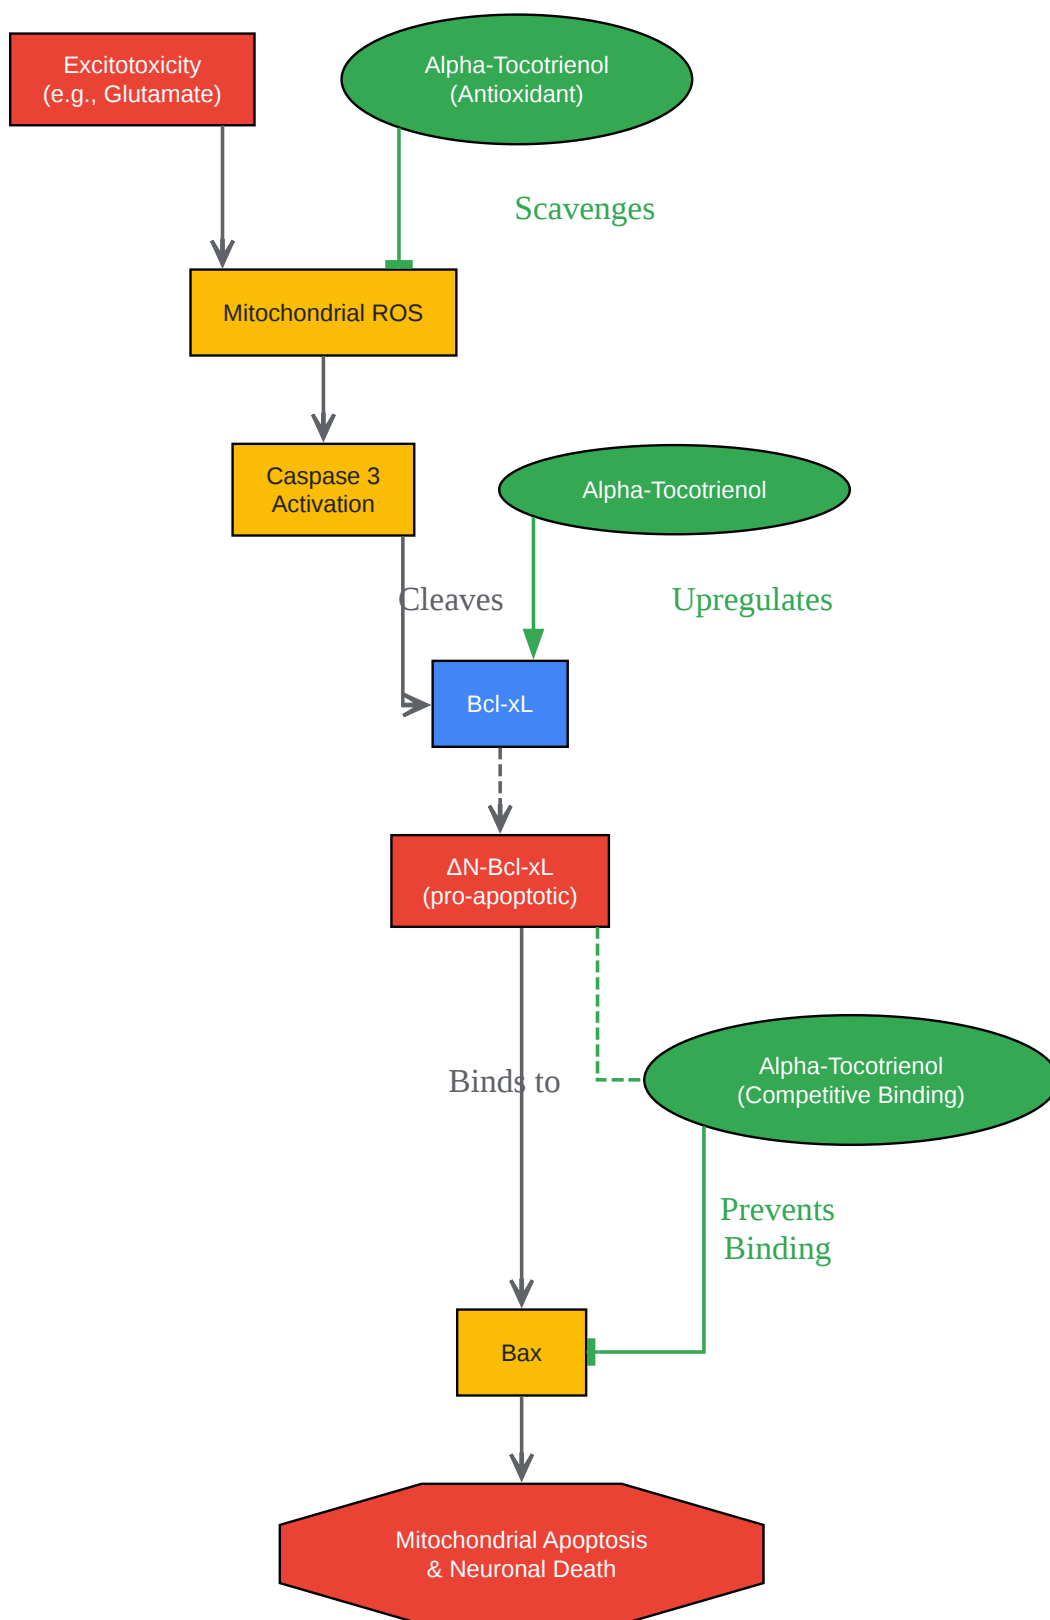 Excitotoxicity
(e.g., Glutamate)
Alpha-Tocotrienol
(Antioxidant)
Scavenges
Mitochondrial ROS
Caspase 3
Activation
Alpha-Tocotrienol
Cleaves
Upregulates
Bcl-xL
ΔN-Bcl-xL
(pro-apoptotic)
Alpha-Tocotrienol
(Competitive Binding)
Binds to
Prevents
Binding
Bax
Mitochondrial Apoptosis
& Neuronal Death